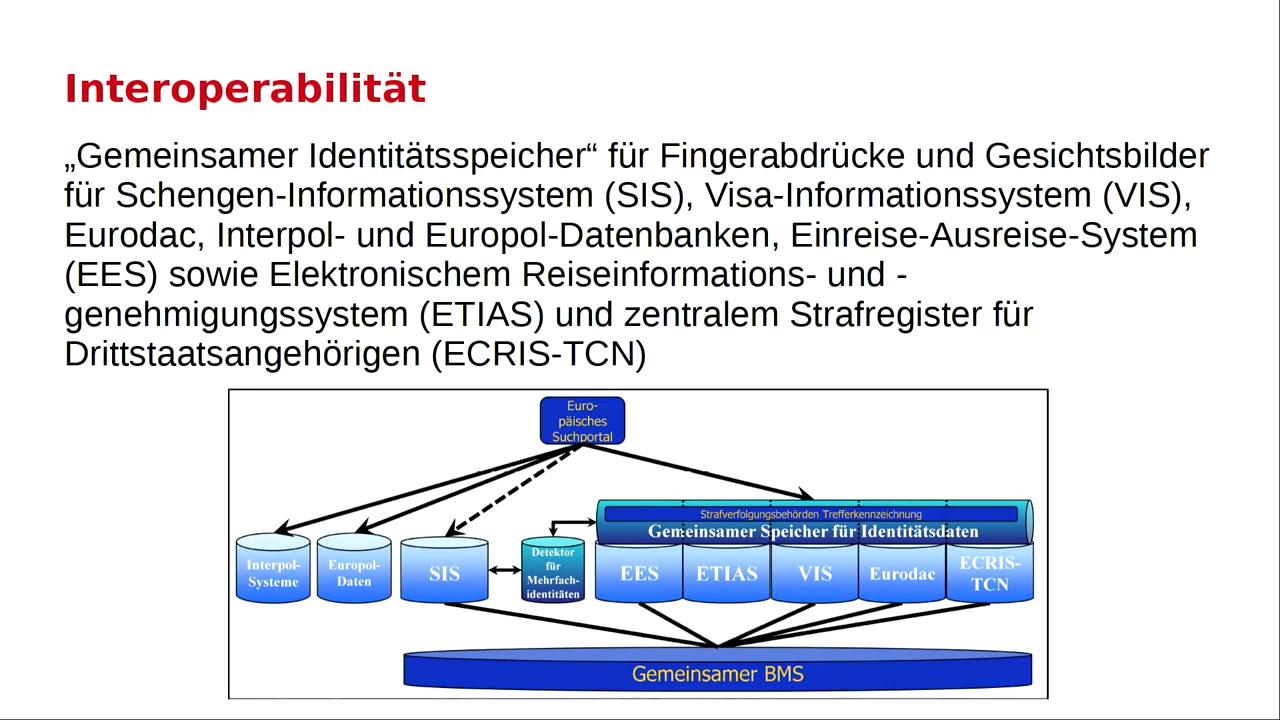 Interoperabilität
„Gemeinsamer Identitätsspeicher“ für Fingerabdrücke und Gesichtsbilder
für Schengen-Informationssystem (SIS), Visa-Informationssystem (VIS),
Eurodac, Interpol- und Europol-Datenbanken, Einreise-Ausreise-System
(EES) sowie Elektronischem Reiseinformations- und -
genehmigungssystem (ETIAS) und zentralem Strafregister für
Drittstaatsangehörigen (ECRIS-TCN)
Euro-
päisches
Suchportal
Strafverfolgungsbehörden Trefferkennzeichnung
Gemeinsamer Speicher für Identitätsdaten
Interpol-
Systeme
Europol-
Daten
SIS
Detektor
für
Mehrfach-
identitäten
EES
ETIAS
VIS
Eurodac
ECRIS-
TCN
Gemeinsamer BMS